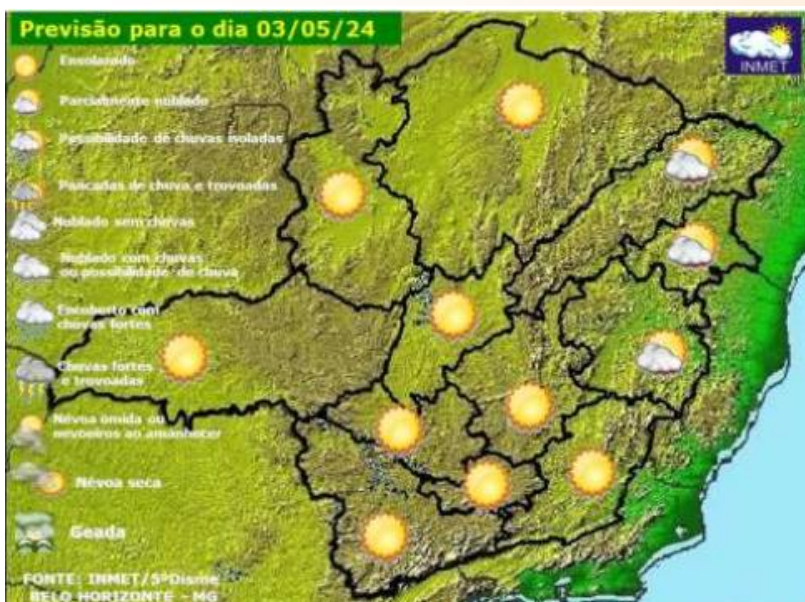 Previsão para o dia 03/05/24
INMET
Ensolarado
Parcialmente nublado
Possibilidade de chuvas isoladas
Pancadas de chuva e trovoadas
Nublado sem chuvas
Nublado com chuvas
ou possibilidade de chuva
Encoberto com
chuvas fortes
Chuvas fortes
e trovoadas
Névoa úmida ou
nevoeiros ao amanhecer
Névoa seca
Geada
FONTE: INMET/5ºDisme
BELO HORIZONTE - MG